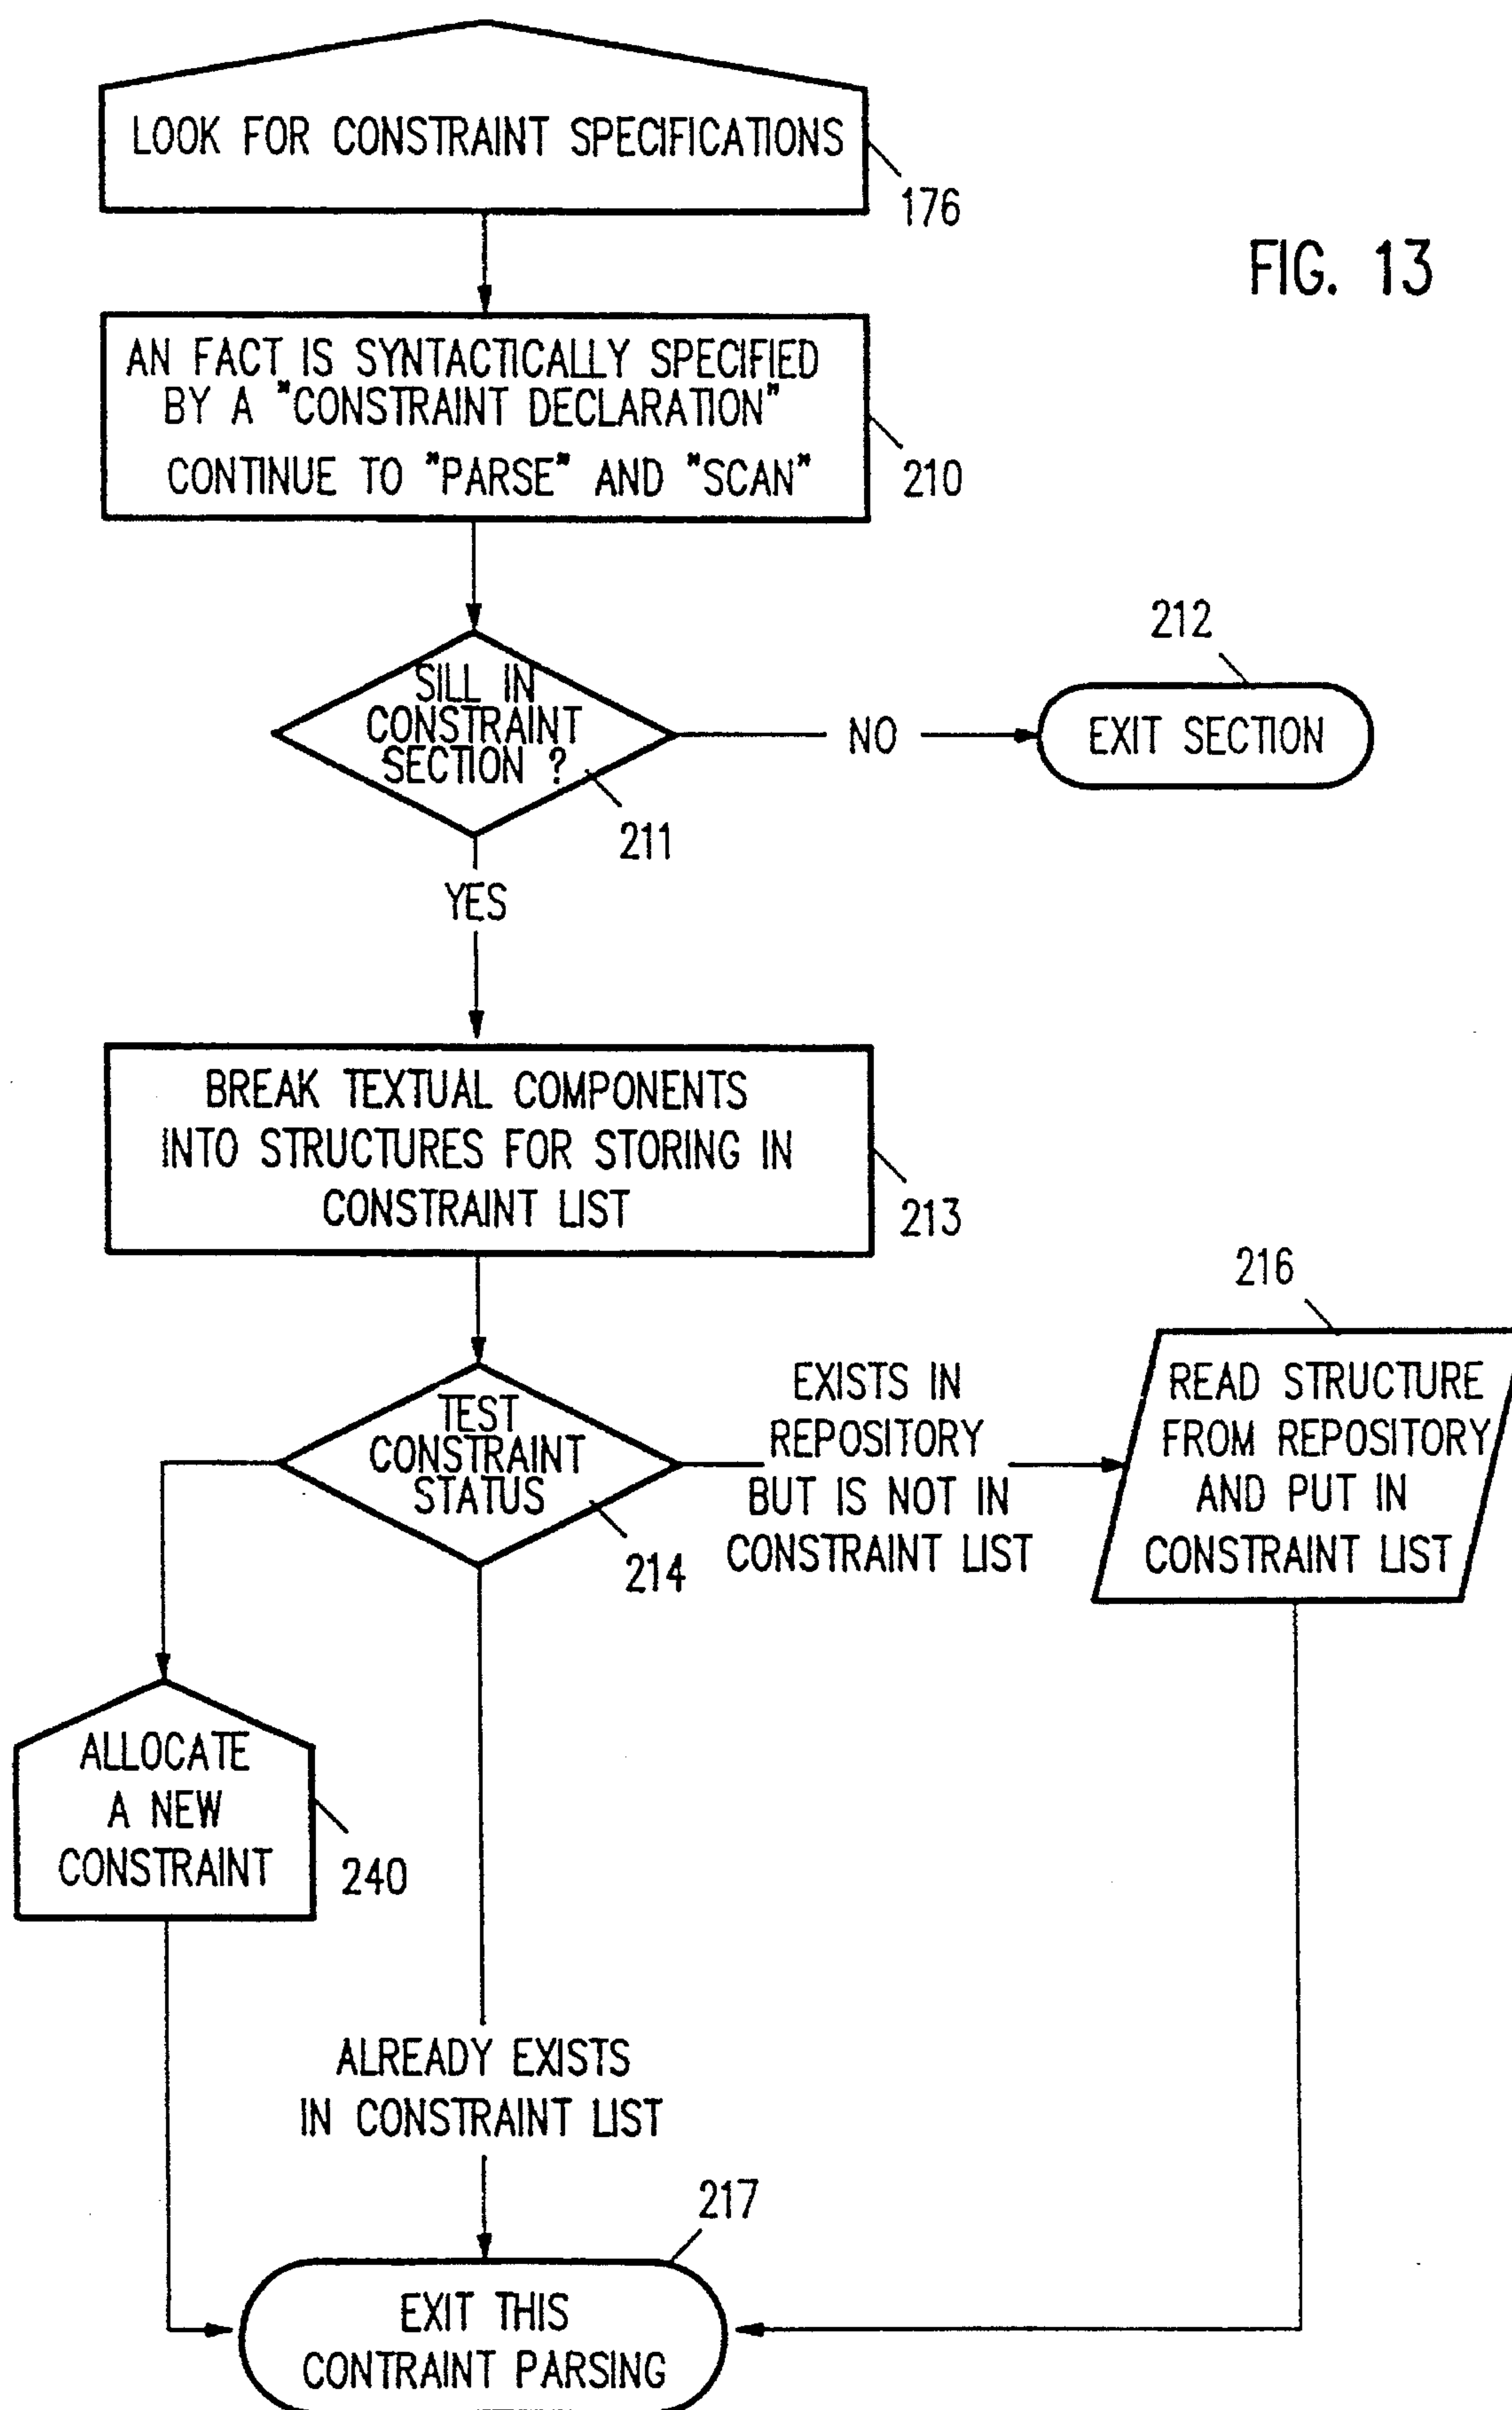 LOOK FOR CONSTRAINT SPECIFICATIONS
176
FIG. 13
AN FACT IS SYNTACTICALLY SPECIFIED
BY A "CONSTRAINT DECLARATION"
CONTINUE TO "PARSE" AND "SCAN"
210
SILL IN
CONSTRAINT
SECTION ?
211
NO
212
EXIT SECTION
YES
BREAK TEXTUAL COMPONENTS
INTO STRUCTURES FOR STORING IN
CONSTRAINT LIST
213
TEST
CONSTRAINT
STATUS
214
EXISTS IN
REPOSITORY
BUT IS NOT IN
CONSTRAINT LIST
216
READ STRUCTURE
FROM REPOSITORY
AND PUT IN
CONSTRAINT LIST
ALLOCATE
A NEW
CONSTRAINT
240
ALREADY EXISTS
IN CONSTRAINT LIST
217
EXIT THIS
CONTRAINT PARSING